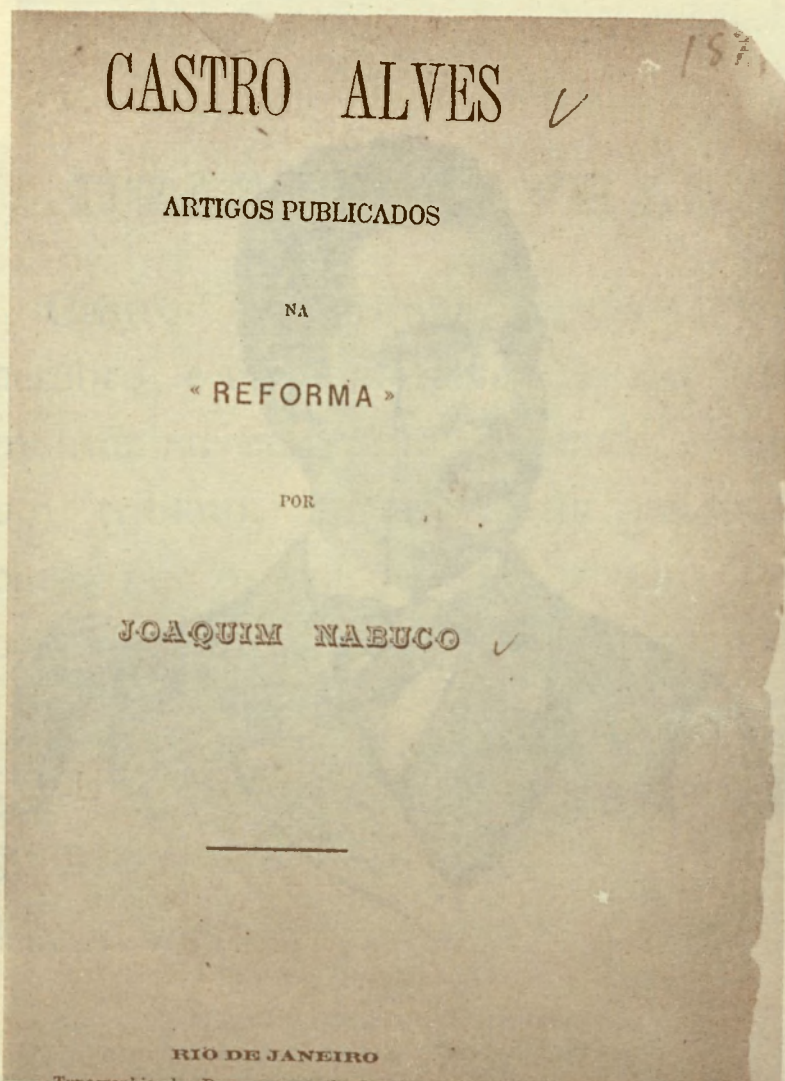 CASTRO ALVES
ARTIGOS PUBLICADOS
NA
« REFORMA »
POR
JOAQUIM NABUCO
RIO DE JANEIRO